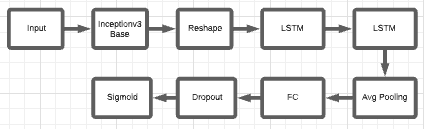 Input
Inceptionv3
Base
Reshape
LSTM
LSTM
Avg Pooling
FC
Dropout
Sigmoid